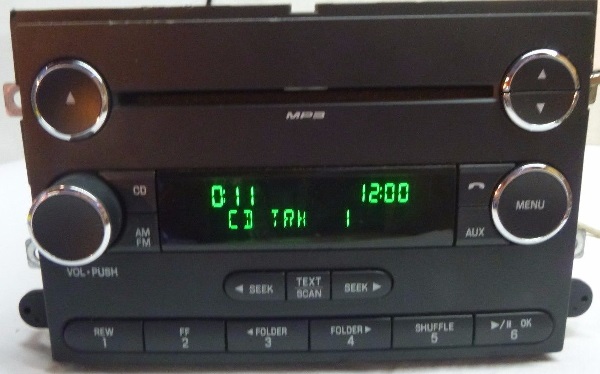 MP3
CD
AM
FM
0:11 12:00
CD TRK 1
MENU
AUX
VOL•PUSH
◄ SEEK
TEXT
SCAN
SEEK ►
REW
1
FF
2
◄FOLDER
3
FOLDER►
4
SHUFFLE
5
►/II OK
6